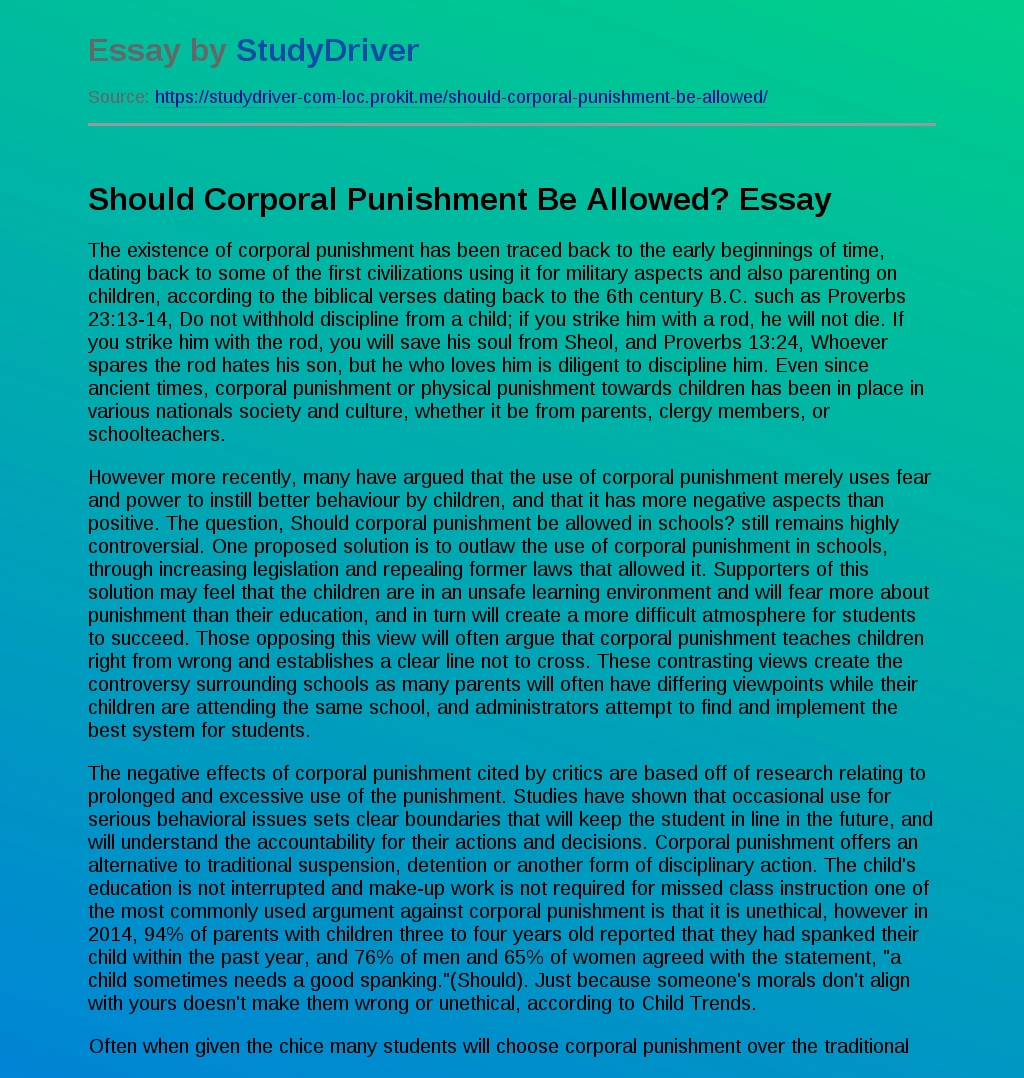 Essay by StudyDriver
Source: https://studydriver-com-loc.prokit.me/should-corporal-punishment-be-allowed/
Should Corporal Punishment Be Allowed? Essay
The existence of corporal punishment has been traced back to the early beginnings of time,
dating back to some of the first civilizations using it for military aspects and also parenting on
children, according to the biblical verses dating back to the 6th century B.C. such as Proverbs
23:13-14, Do not withhold discipline from a child; if you strike him with a rod, he will not die. If
you strike him with the rod, you will save his soul from Sheol, and Proverbs 13:24, Whoever
spares the rod hates his son, but he who loves him is diligent to discipline him. Even since
ancient times, corporal punishment or physical punishment towards children has been in place in
various nationals society and culture, whether it be from parents, clergy members, or
schoolteachers.
However more recently, many have argued that the use of corporal punishment merely uses fear
and power to instill better behaviour by children, and that it has more negative aspects than
positive. The question, Should corporal punishment be allowed in schools? still remains highly
controversial. One proposed solution is to outlaw the use of corporal punishment in schools,
through increasing legislation and repealing former laws that allowed it. Supporters of this
solution may feel that the children are in an unsafe learning environment and will fear more about
punishment than their education, and in turn will create a more difficult atmosphere for students
to succeed. Those opposing this view will often argue that corporal punishment teaches children
right from wrong and establishes a clear line not to cross. These contrasting views create the
controversy surrounding schools as many parents will often have differing viewpoints while their
children are attending the same school, and administrators attempt to find and implement the
best system for students.
The negative effects of corporal punishment cited by critics are based off of research relating to
prolonged and excessive use of the punishment. Studies have shown that occasional use for
serious behavioral issues sets clear boundaries that will keep the student in line in the future, and
will understand the accountability for their actions and decisions. Corporal punishment offers an
alternative to traditional suspension, detention or another form of disciplinary action. The child's
education is not interrupted and make-up work is not required for missed class instruction one of
the most commonly used argument against corporal punishment is that it is unethical, however in
2014, 94% of parents with children three to four years old reported that they had spanked their
child within the past year, and 76% of men and 65% of women agreed with the statement, "a
child sometimes needs a good spanking."(Should). Just because someone's morals don't align
with yours doesn't make them wrong or unethical, according to Child Trends.
Often when given the chice many students will choose corporal punishment over the traditional